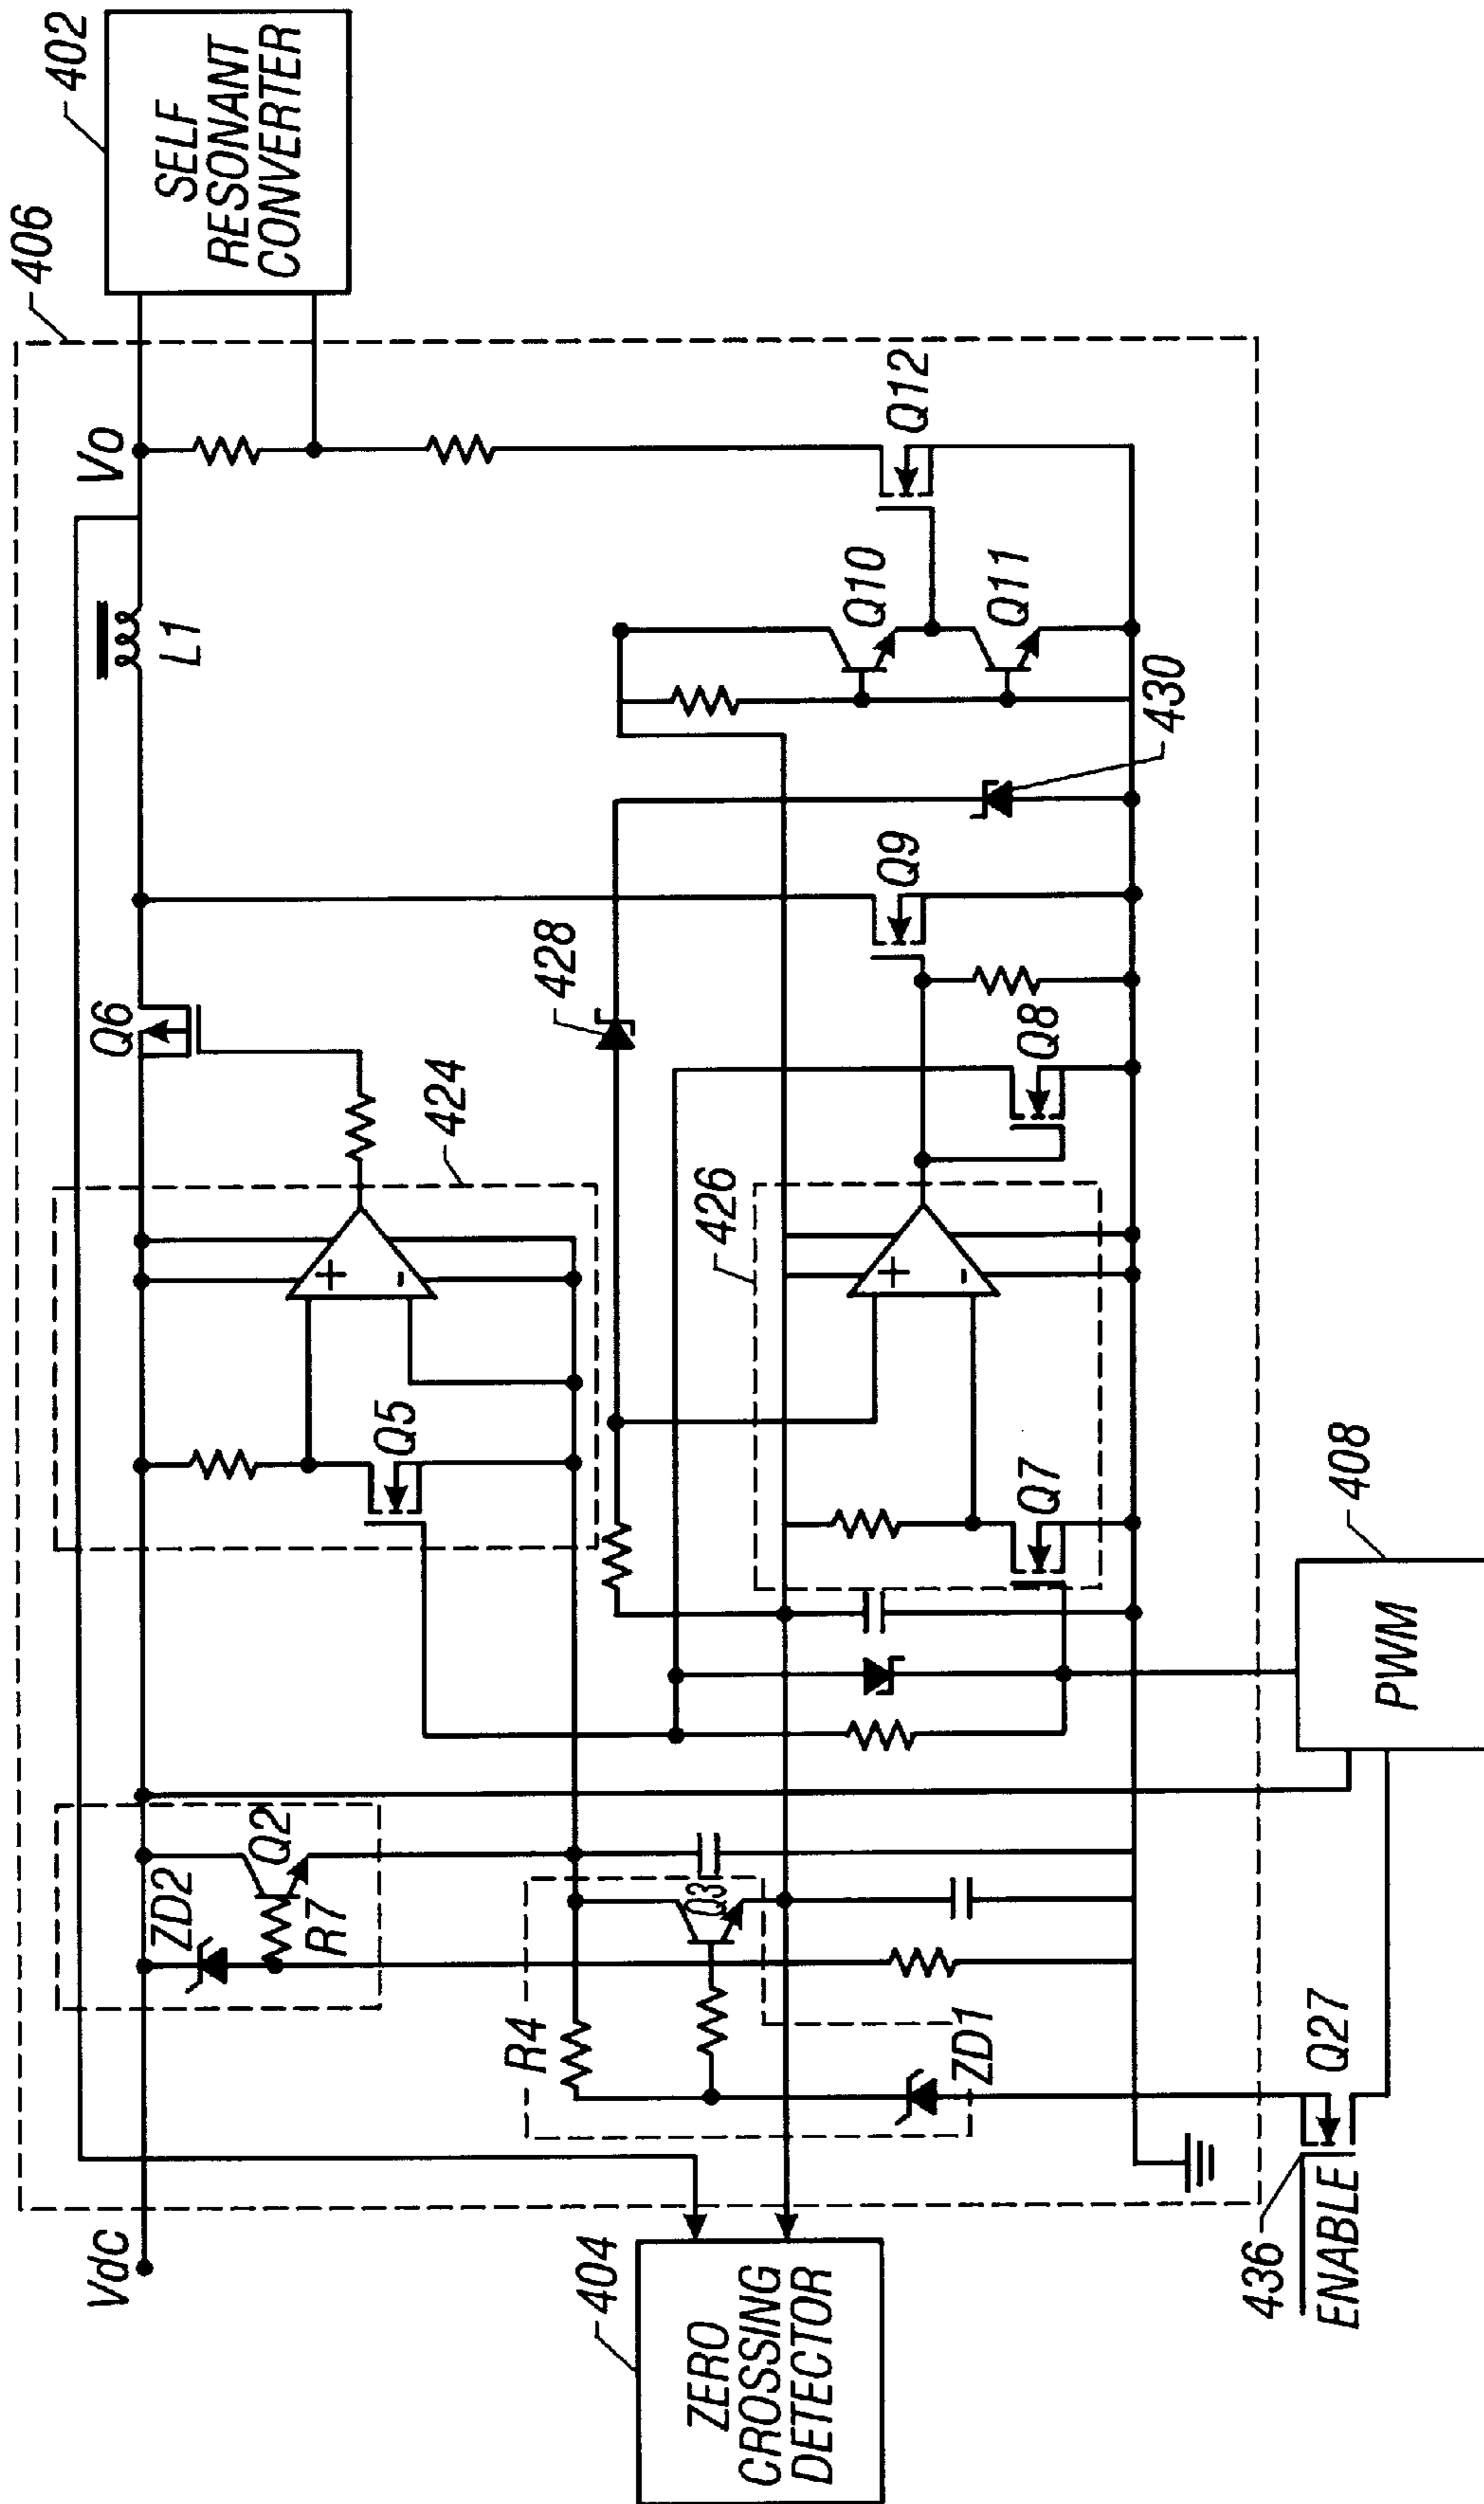 402
SELF
RESONANT
CONVERTER
406
Vo
L1
Q12
Q10
Q11
430
Q9
428
Q6
Q8
424
426
+
-
+
-
Q5
Q7
408
PWM
Q2
ZD2
R7
Q3
R4
ZD1
Q27
Vdc
404
ZERO
CROSSING
DETECTOR
436
ENABLE